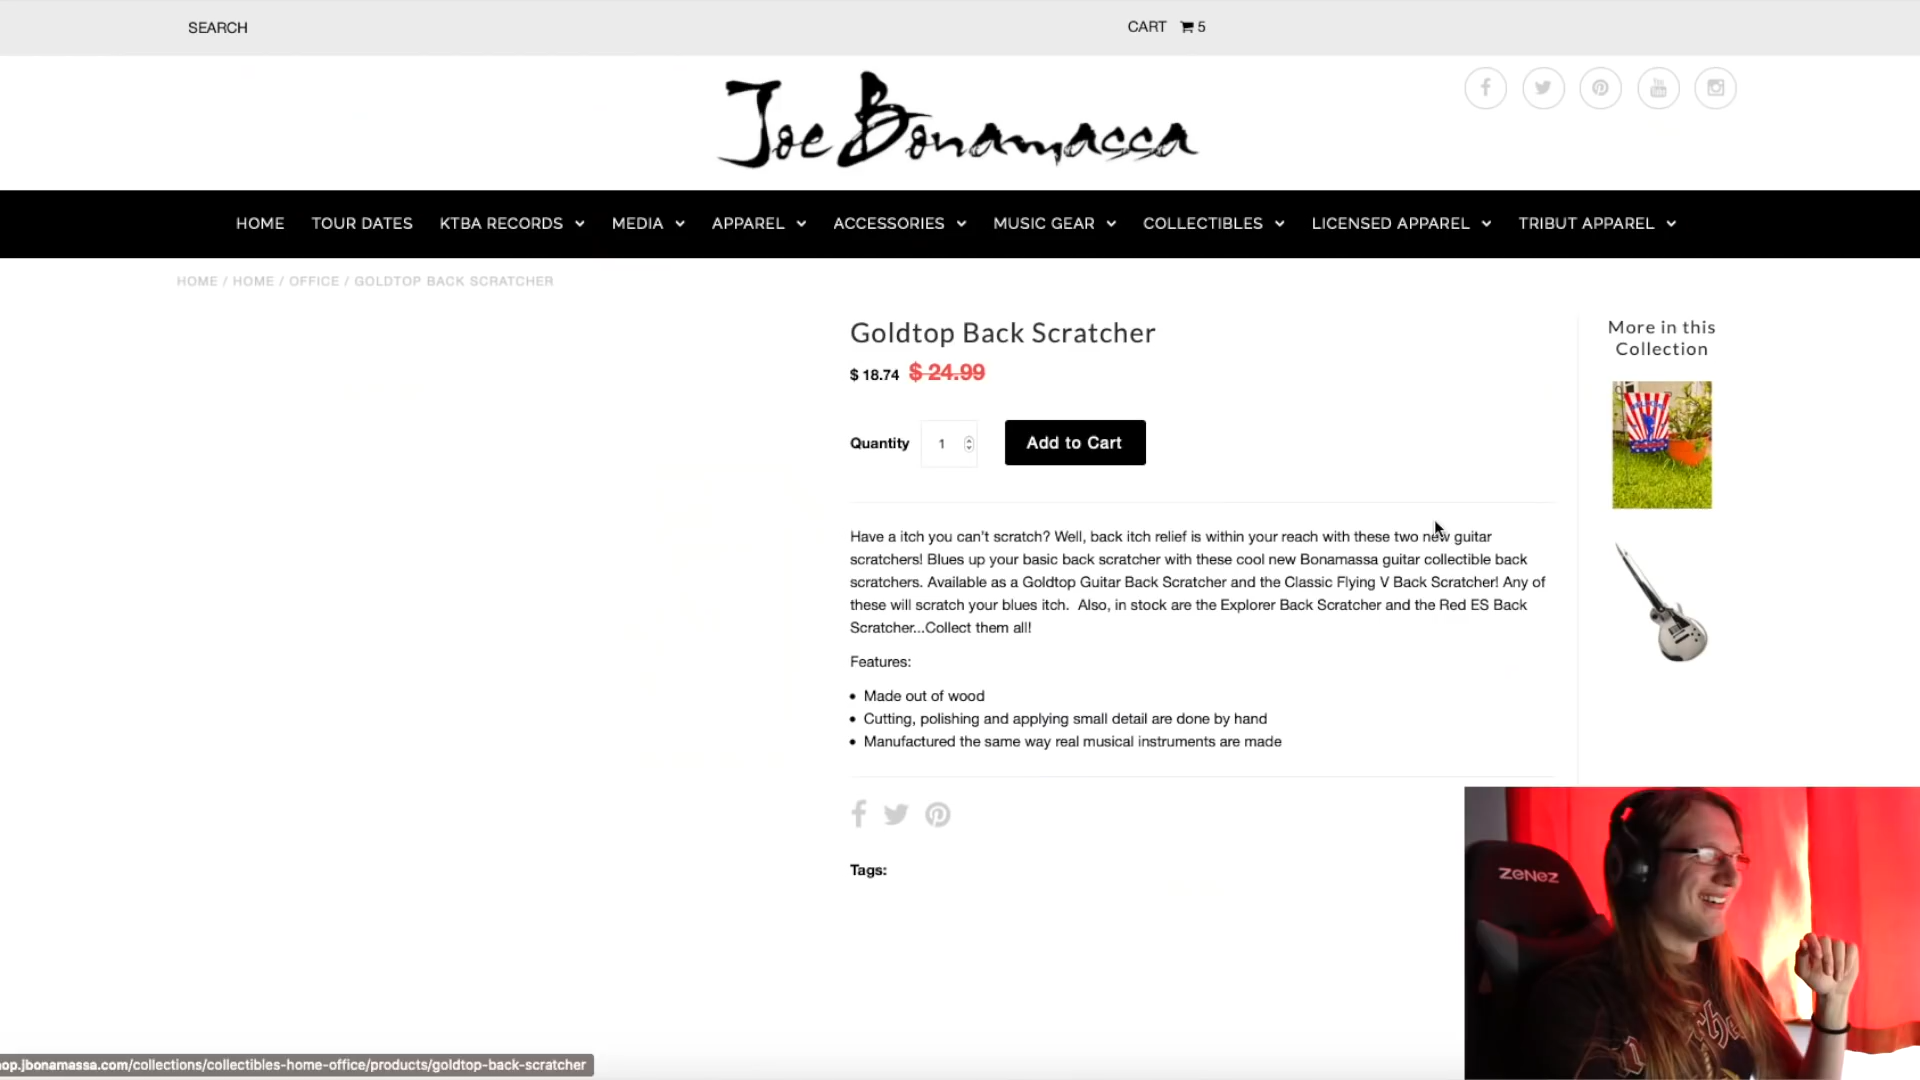 SEARCH
CART 5
Joe Bonamassa
HOME TOUR DATES KTBA RECORDS MEDIA APPAREL ACCESSORIES MUSIC GEAR COLLECTIBLES LICENSED APPAREL TRIBUT APPAREL
HOME / HOME / OFFICE / GOLDTOP BACK SCRATCHER
Goldtop Back Scratcher
$ 18.74 $ 24.99
Quantity 1 Add to Cart
Have a itch you can't scratch? Well, back itch relief is within your reach with these two new guitar
scratchers! Blues up your basic back scratcher with these cool new Bonamassa guitar collectible back
scratchers. Available as a Goldtop Guitar Back Scratcher and the Classic Flying V Back Scratcher! Any of
these will scratch your blues itch.  Also, in stock are the Explorer Back Scratcher and the Red ES Back
Scratcher...Collect them all!
Features:
• Made out of wood
• Cutting, polishing and applying small detail are done by hand
• Manufactured the same way real musical instruments are made
Tags:
More in this
Collection
ZENEZ
op.jbonamassa.com/collections/collectibles-home-office/products/goldtop-back-scratcher